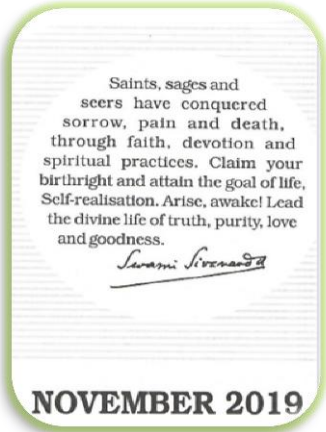 Saints, sages and
seers have conquered
sorrow, pain and death,
through faith, devotion and
spiritual practices. Claim your
birthright and attain the goal of life,
Self-realisation. Arise, awake! Lead
the divine life of truth, purity, love
and goodness.
Swami Sivananda
NOVEMBER 2019